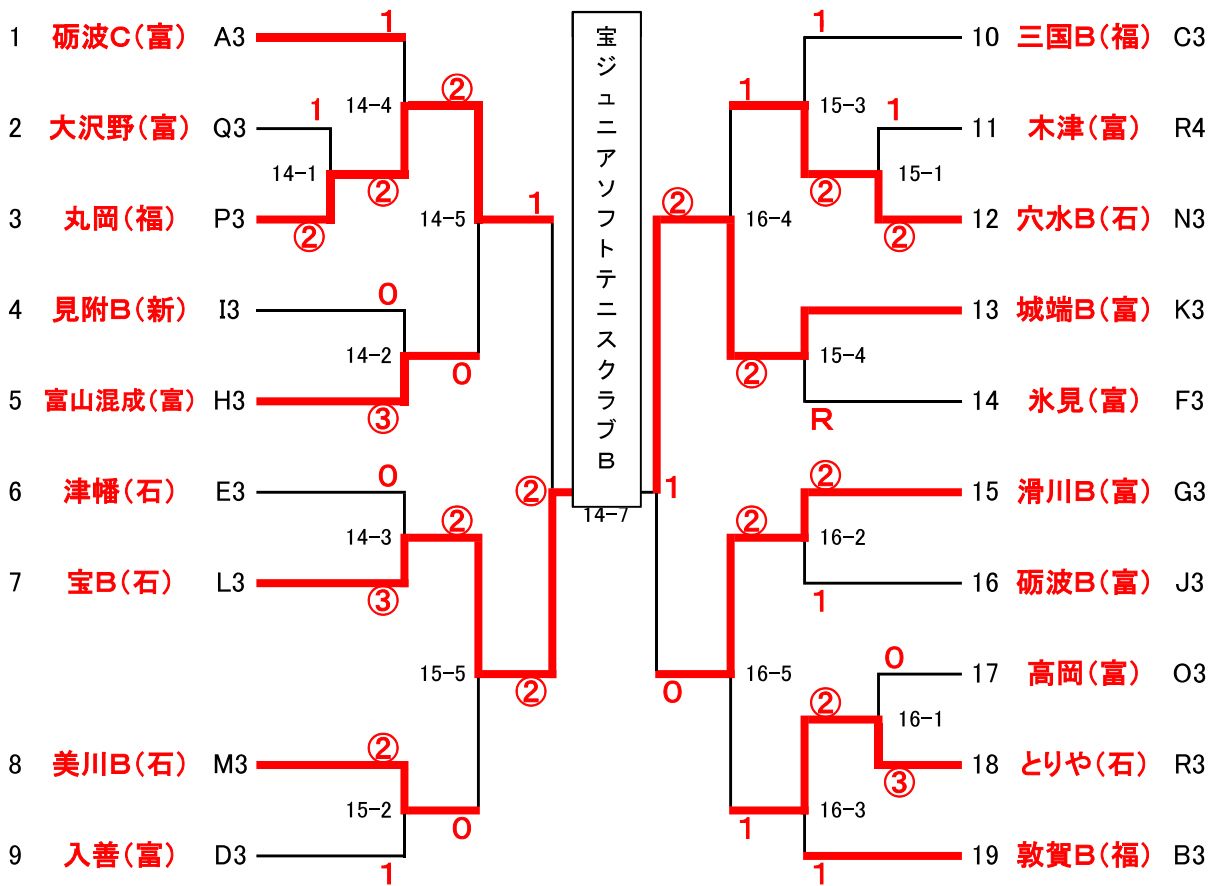 1 砺波C(富) A3
1
14-4
②
2 大沢野(富) Q3
1
14-1
②
3 丸岡(福) P3
②
14-5
1
4 見附B(新) I3
0
14-2
0
5 富山混成(富) H3
③
6 津幡(石) E3
0
②
14-3
②
7 宝B(石) L3
③
15-5
②
8 美川B(石) M3
②
15-2
0
9 入善(富) D3
1
宝ジュニアソフトテニスクラブB
14-7
1
10 三国B(福) C3
1
15-3
1
11 木津(富) R4
15-1
②
12 穴水B(石) N3
②
②
16-4
13 城端B(富) K3
15-4
②
14 氷見(富) F3
R
1
②
15 滑川B(富) G3
②
16-2
16 砺波B(富) J3
1
0
17 高岡(富) O3
16-5
0
②
16-1
18 とりや(石) R3
③
16-3
1
19 敦賀B(福) B3
1